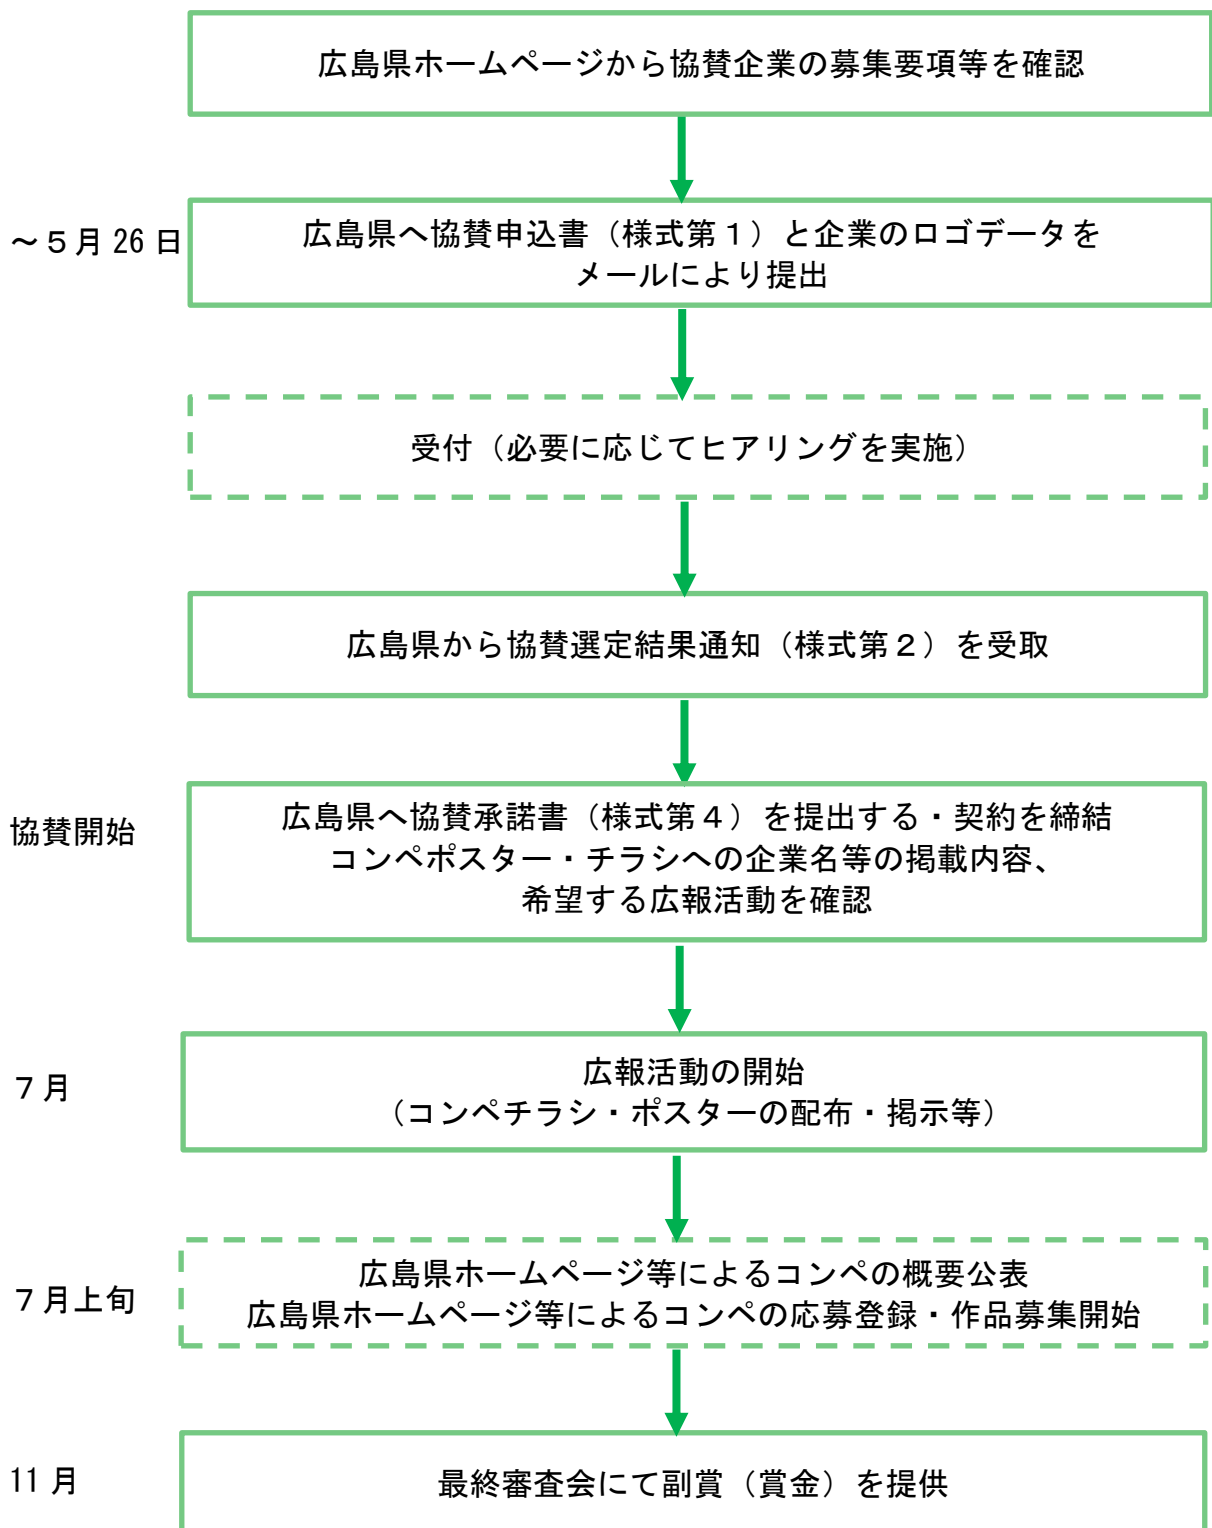 広島県ホームページから協賛企業の募集要項等を確認
～５月 26 日
広島県へ協賛申込書（様式第１）と企業のロゴデータを
メールにより提出
受付（必要に応じてヒアリングを実施）
広島県から協賛選定結果通知（様式第２）を受取
協賛開始
広島県へ協賛承諾書（様式第４）を提出する・契約を締結
コンペポスター・チラシへの企業名等の掲載内容、
希望する広報活動を確認
７月
広報活動の開始
（コンペチラシ・ポスターの配布・掲示等）
７月上旬
広島県ホームページ等によるコンペの概要公表
広島県ホームページ等によるコンペの応募登録・作品募集開始
11 月
最終審査会にて副賞（賞金）を提供